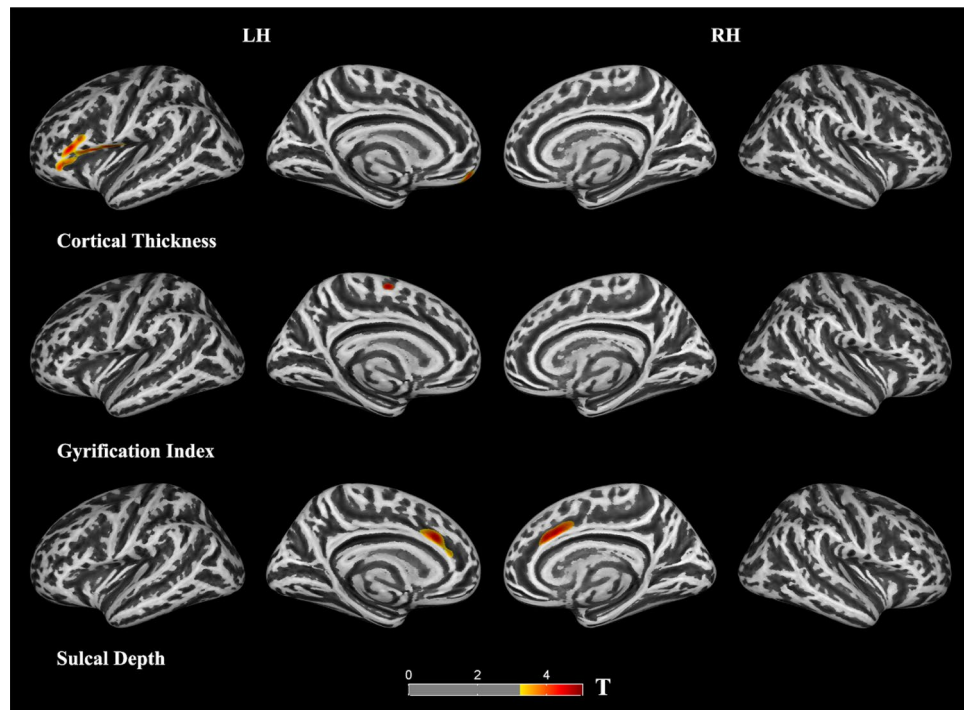 LH RH
Cortical Thickness
Gyrification Index
Sulcal Depth
0 2 4 T